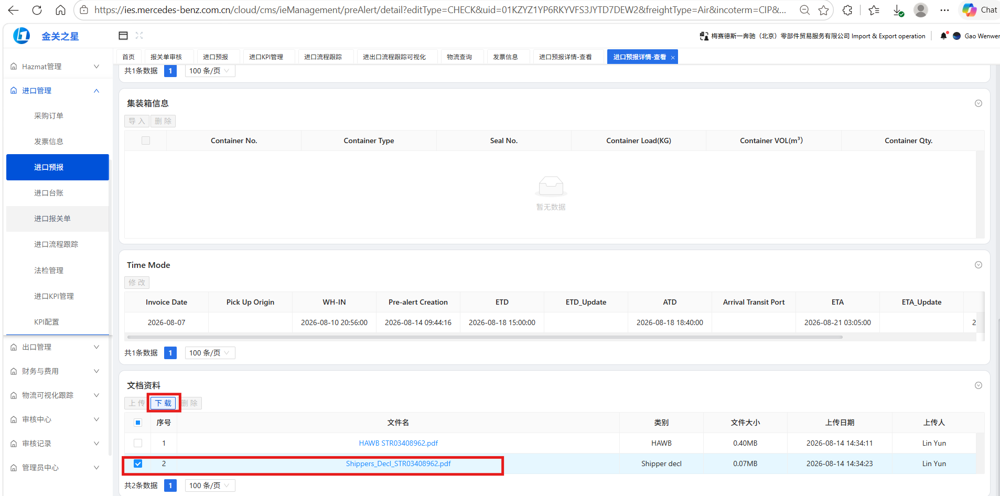 https://ies.mercedes-benz.com.cn/cloud/cms/ieManagement/preAlert/detail?editType=CHECK&uid=01KZYZ1YP6RKYVFS3JYTD7DEW2&freightType=Air&incoterm=CIP&...
Chat
金关之星
梅赛德斯一奔驰（北京）零部件贸易服务有限公司 Import & Export operation
Gao Wenwer
首页 报关单审核 进口预报 进口KPI管理 进口流程跟踪 进出口流程跟踪可视化 物流查询 发票信息 进口预报详情-查看 进口预报详情-查看
Hazmat管理
进口管理
采购订单
发票信息
进口预报
进口台账
进口报关单
进口流程跟踪
法检管理
进口KPI管理
KPI配置
出口管理
财务与费用
物流可视化跟踪
审核中心
审核记录
管理员中心
共1条数据 1 100 条/页
集装箱信息
导 入 删 除
Container No. Container Type Seal No. Container Load(KG) Container VOL(m³) Container Qty.
暂无数据
Time Mode
修 改
Invoice Date Pick Up Origin WH-IN Pre-alert Creation ETD ETD_Update ATD Arrival Transit Port ETA ETA_Update
2026-08-07 2026-08-10 20:56:00 2026-08-14 09:44:16 2026-08-18 15:00:00 2026-08-18 18:40:00 2026-08-21 03:05:00 2
共1条数据 1 100 条/页
文档资料
上 传 下 载 删 除
序号 文件名 类别 文件大小 上传日期 上传人
1 HAWB STR03408962.pdf HAWB 0.40MB 2026-08-14 14:34:11 Lin Yun
2 Shippers_Decl_STR03408962.pdf Shipper decl 0.07MB 2026-08-14 14:34:23 Lin Yun
共2条数据 1 100 条/页